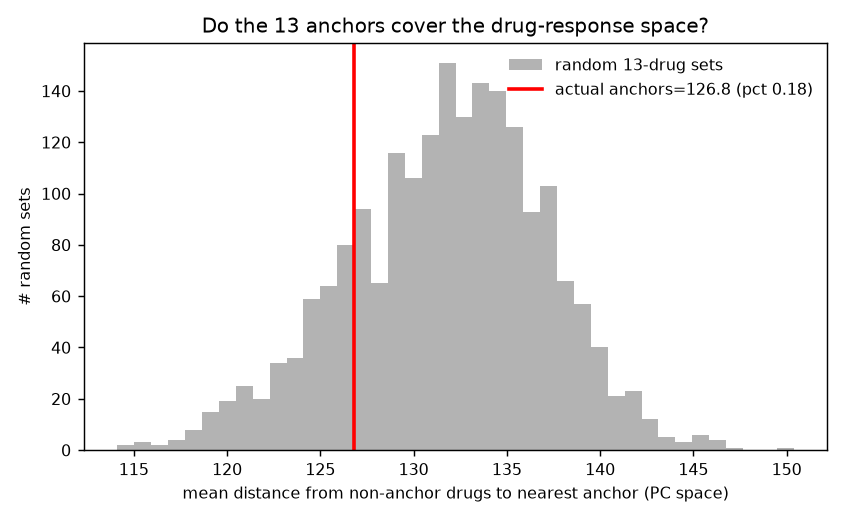 Do the 13 anchors cover the drug-response space?
random 13-drug sets
actual anchors=126.8 (pct 0.18)
# random sets
140
120
100
80
60
40
20
0
115 120 125 130 135 140 145 150
mean distance from non-anchor drugs to nearest anchor (PC space)